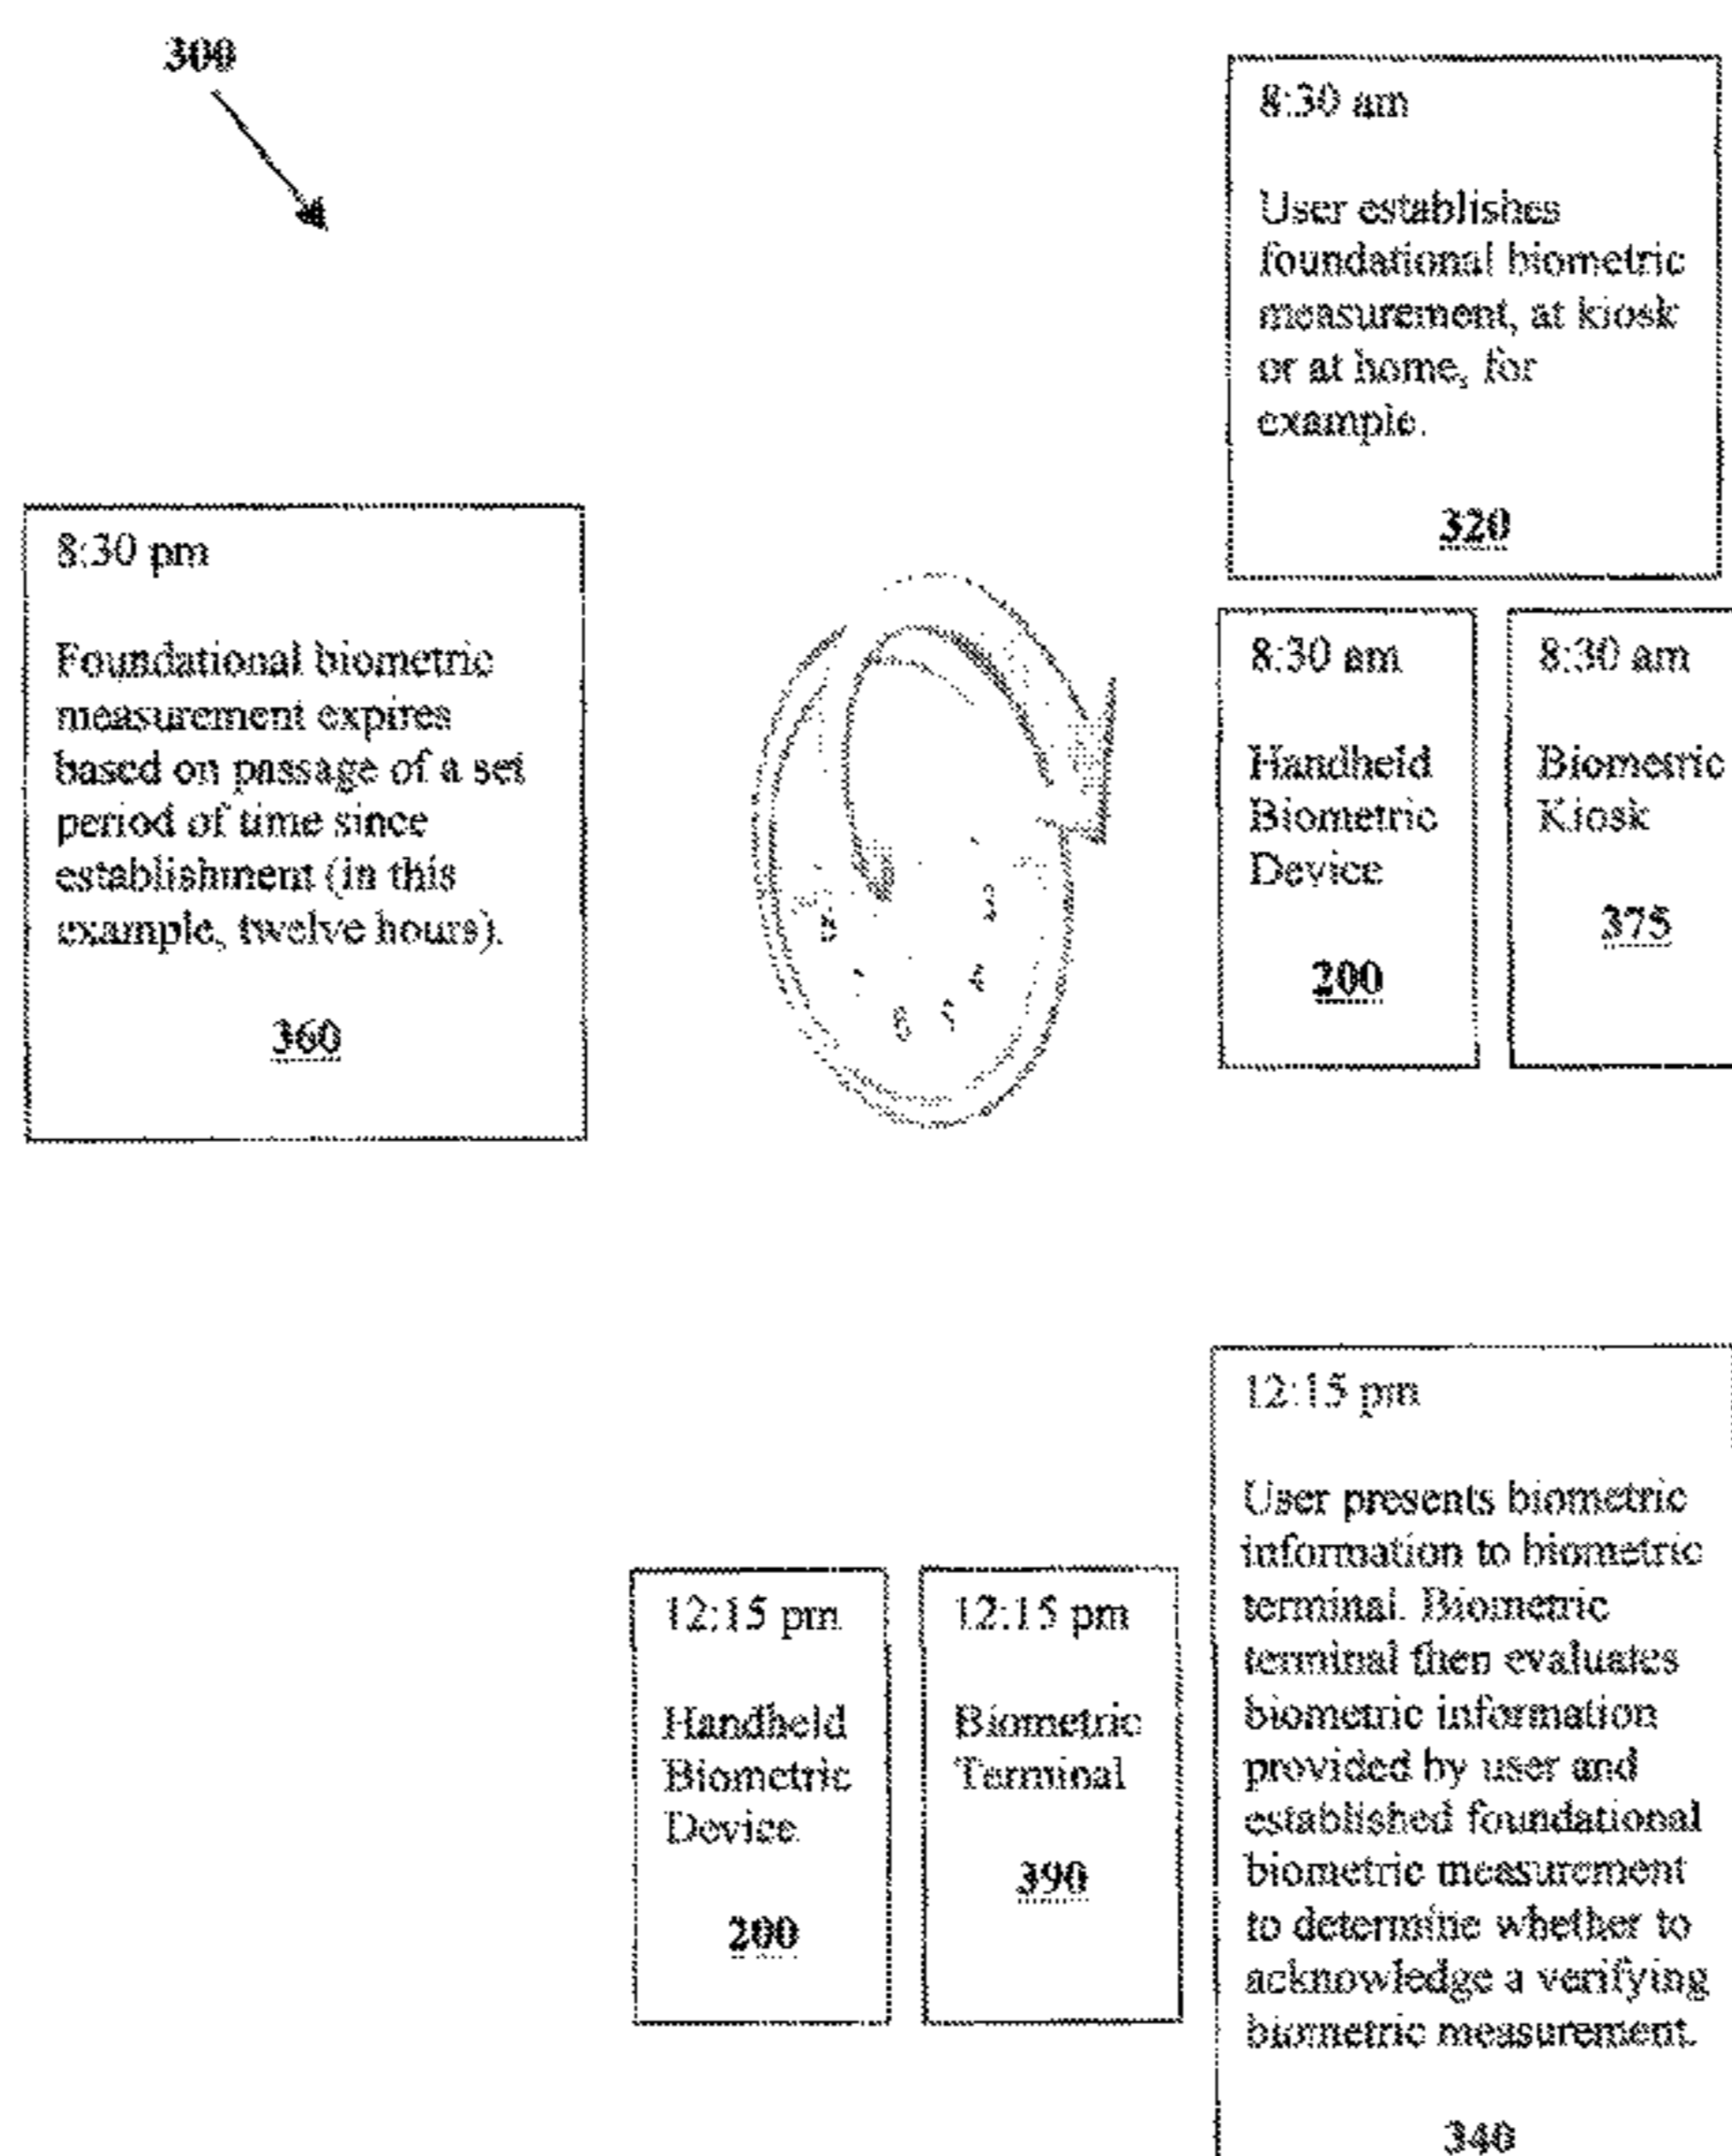 300
8:30 am
User establishes
foundational biometric
measurement, at kiosk
or at home, for
example.
320
8:30 pm
Foundational biometric
measurement expires
based on passage of a set
period of time since
establishment (in this
example, twelve hours).
360
8:30 am
Handheld
Biometric
Device
200
8:30 am
Biometric
Kiosk
375
12:15 pm
Handheld
Biometric
Device
200
12:15 pm
Biometric
Terminal
390
12:15 pm
User presents biometric
information to biometric
terminal. Biometric
terminal then evaluates
biometric information
provided by user and
established foundational
biometric measurement
to determine whether to
acknowledge a verifying
biometric measurement.
340